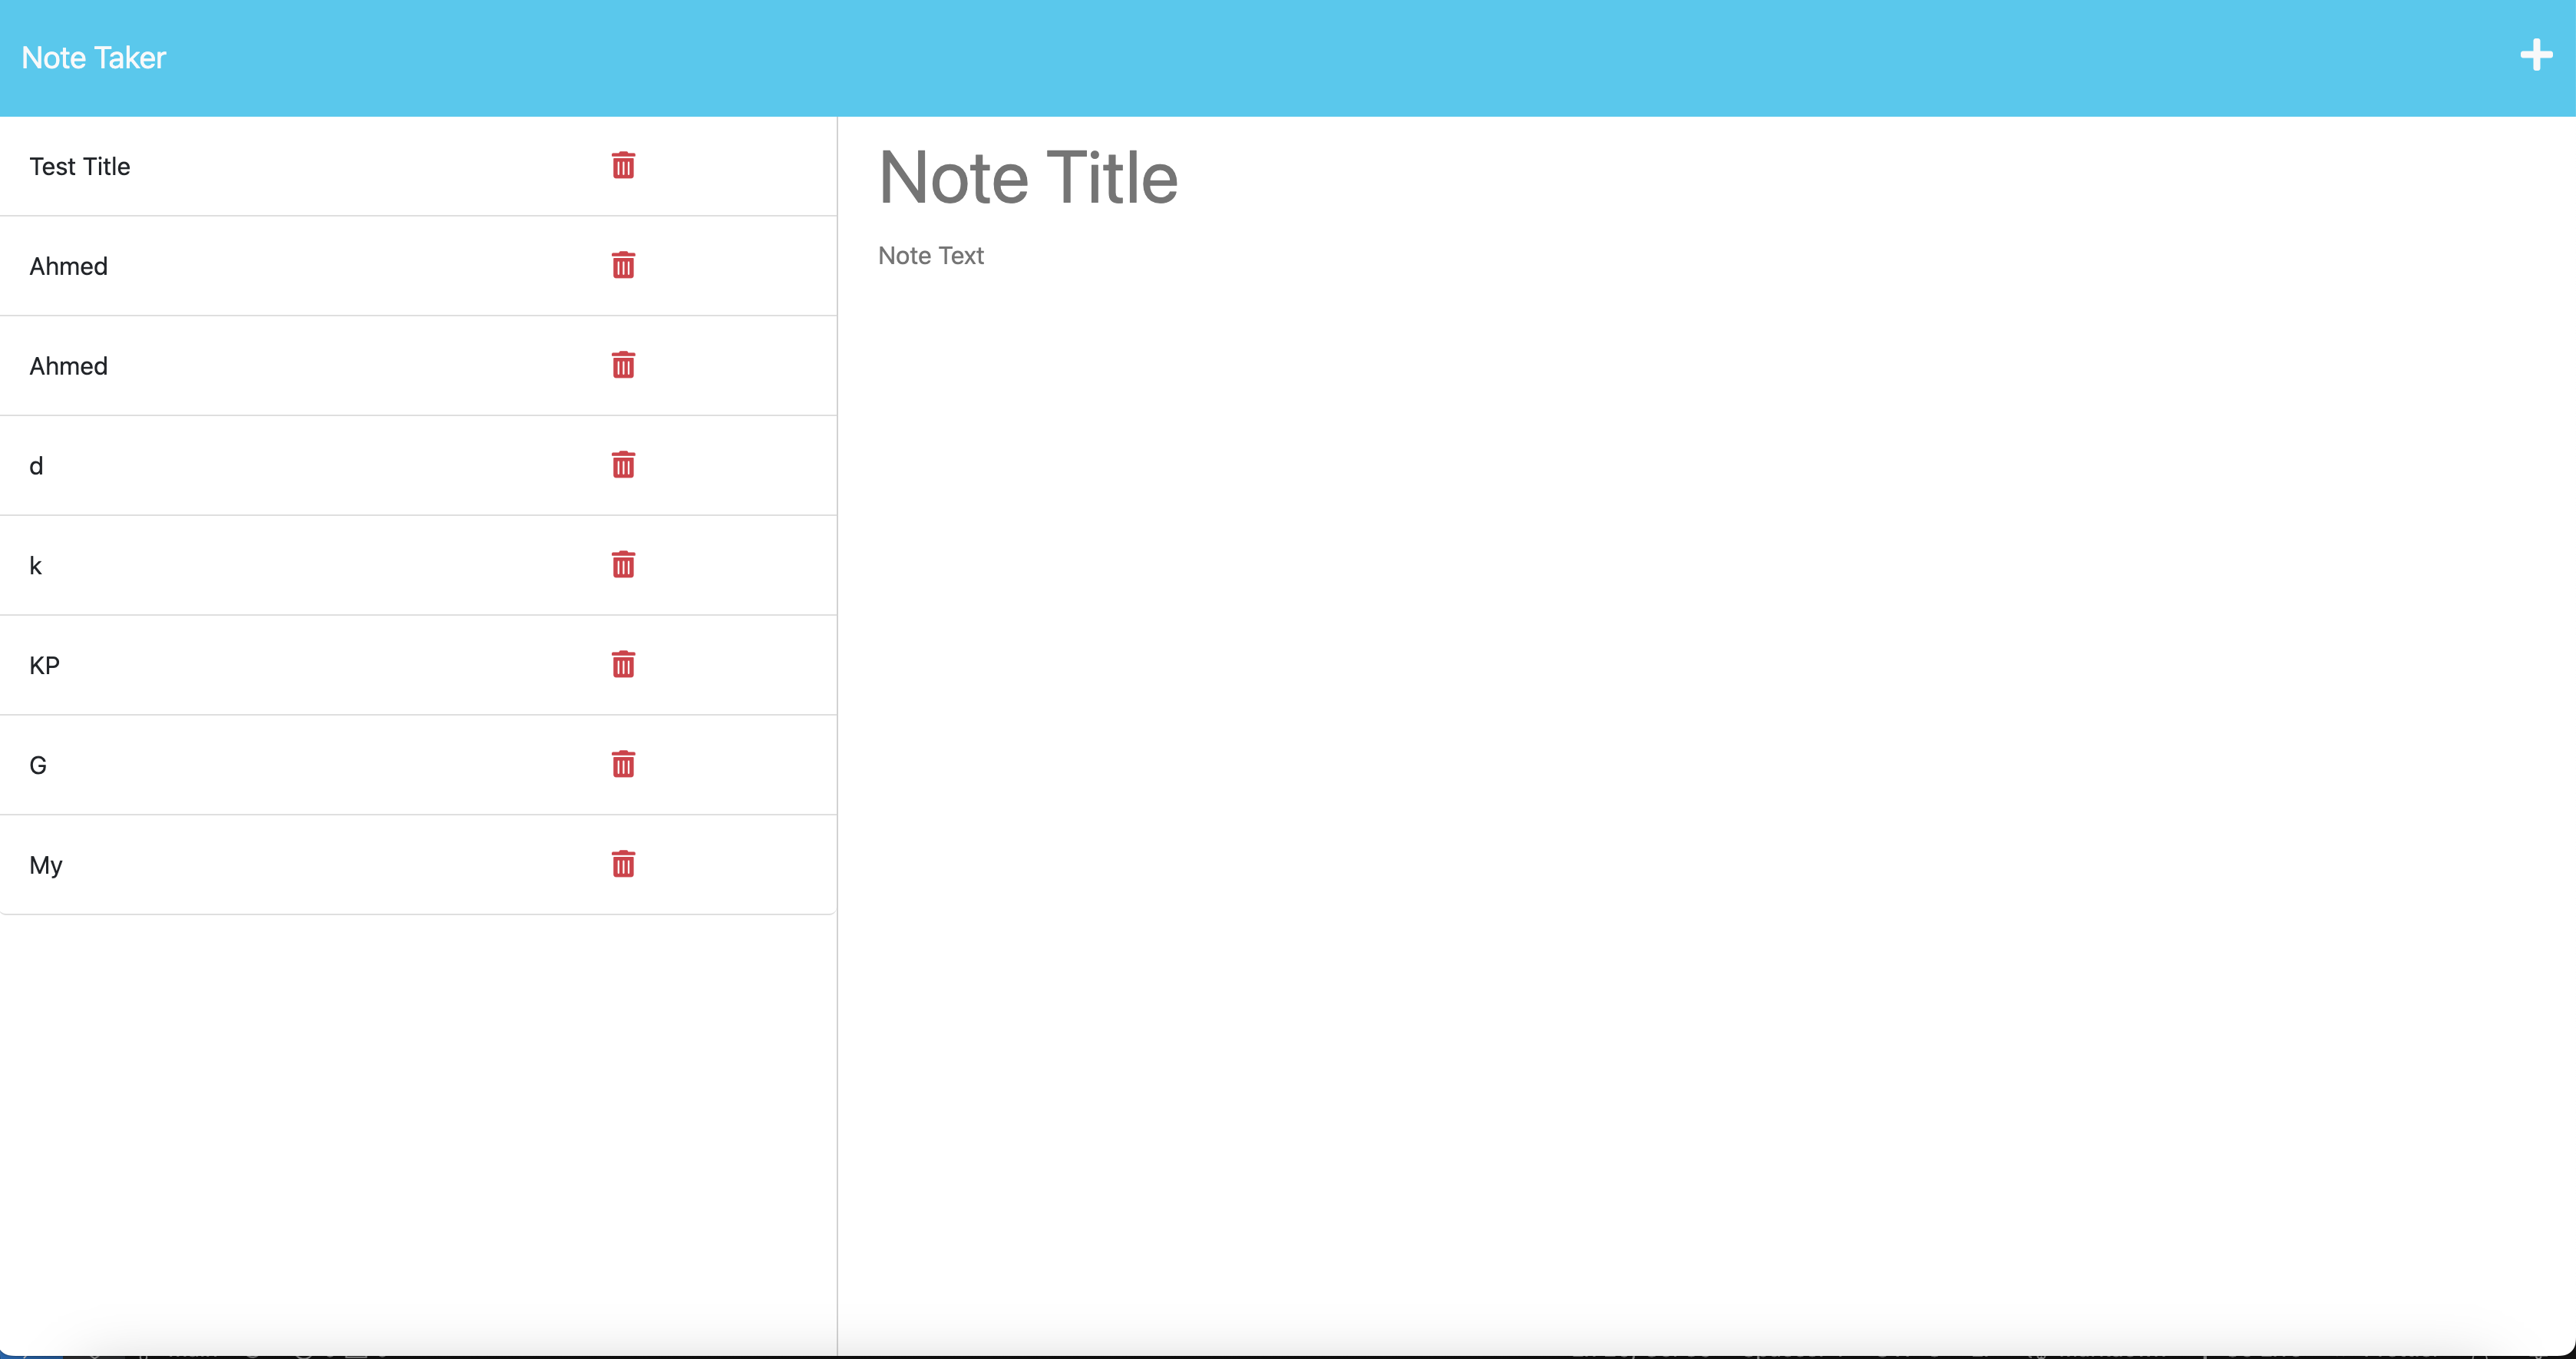 Note Taker
Test Title
Ahmed
Ahmed
d
k
KP
G
My
Note Title
Note Text